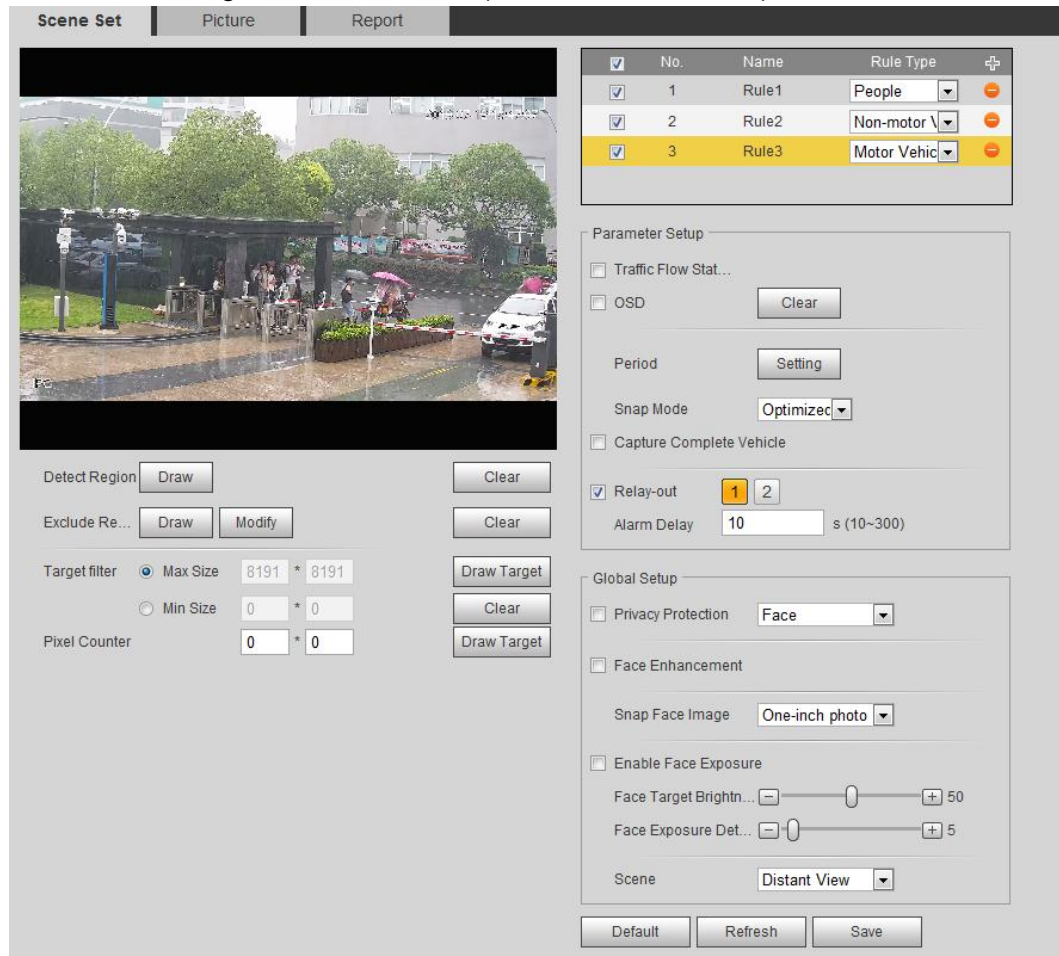 Scene Set Picture Report
No. Name Rule Type
1 Rule1 People
2 Rule2 Non-motor V
3 Rule3 Motor Vehic
Parameter Setup
Traffic Flow Stat...
OSD Clear
Period Setting
Snap Mode Optimized
Capture Complete Vehicle
Relay-out 1 2
Alarm Delay 10 s (10~300)
Detect Region Draw Clear
Exclude Re... Draw Modify Clear
Target filter Max Size 8191 * 8191 Draw Target
Min Size 0 * 0 Clear
Pixel Counter 0 * 0 Draw Target
Global Setup
Privacy Protection Face
Face Enhancement
Snap Face Image One-inch photo
Enable Face Exposure
Face Target Brightn... 50
Face Exposure Det... 5
Scene Distant View
Default Refresh Save